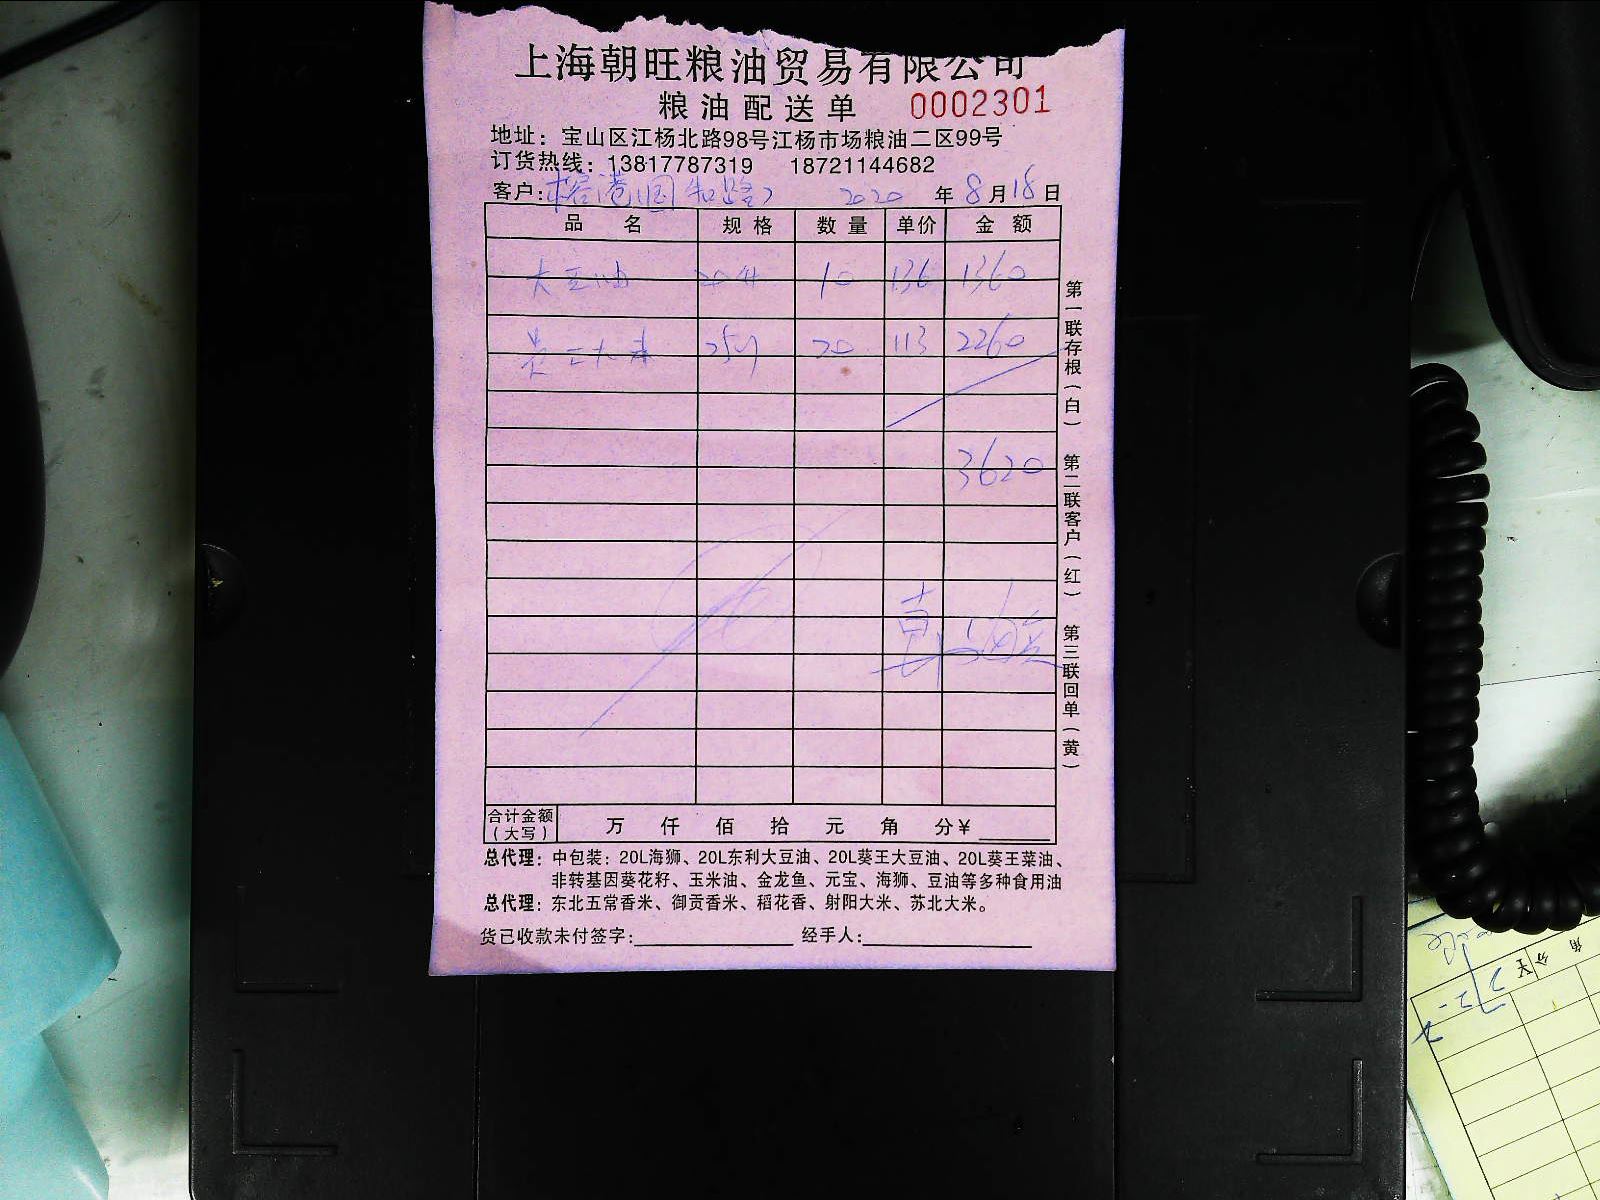 上海朝旺粮油贸易有限公司
粮油配送单 0002301
地址：宝山区江杨北路98号江杨市场粮油二区99号
订货热线：13817787319 18721144682
客户： 2020 年 8 月 18 日
品 名 规格 数量 单价 金额
大豆油 20升 10 136 1360
20 113 2260
3620
第一联存根（白） 第二联客户（红） 第三联回单（黄）
合计金额（大写） 万 仟 佰 拾 元 角 分¥
总代理：中包装：20L海狮、20L东利大豆油、20L葵王大豆油、20L葵王菜油、
非转基因葵花籽、玉米油、金龙鱼、元宝、海狮、豆油等多种食用油
总代理：东北五常香米、御贡香米、稻花香、射阳大米、苏北大米。
货已收款未付签字： 经手人：
角 分 ¥